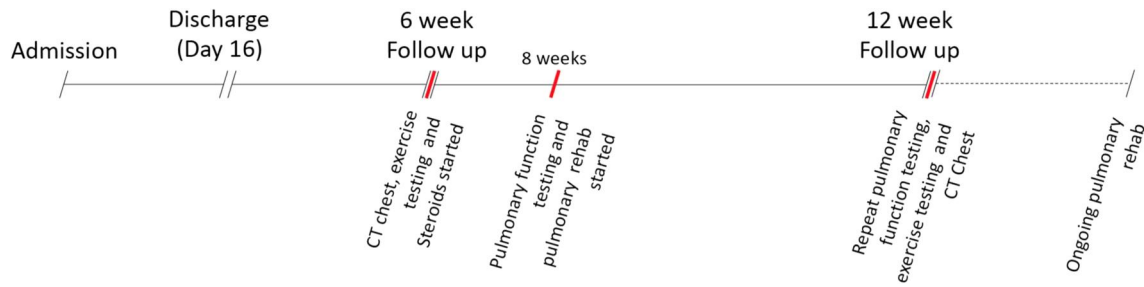 Admission
Discharge
(Day 16)
6 week
Follow up
8 weeks
12 week
Follow up
CT chest, exercise
testing and
Steroids started
Pulmonary function
testing and
pulmonary rehab
started
Repeat pulmonary
function testing,
exercise testing and
CT Chest
Ongoing pulmonary
rehab